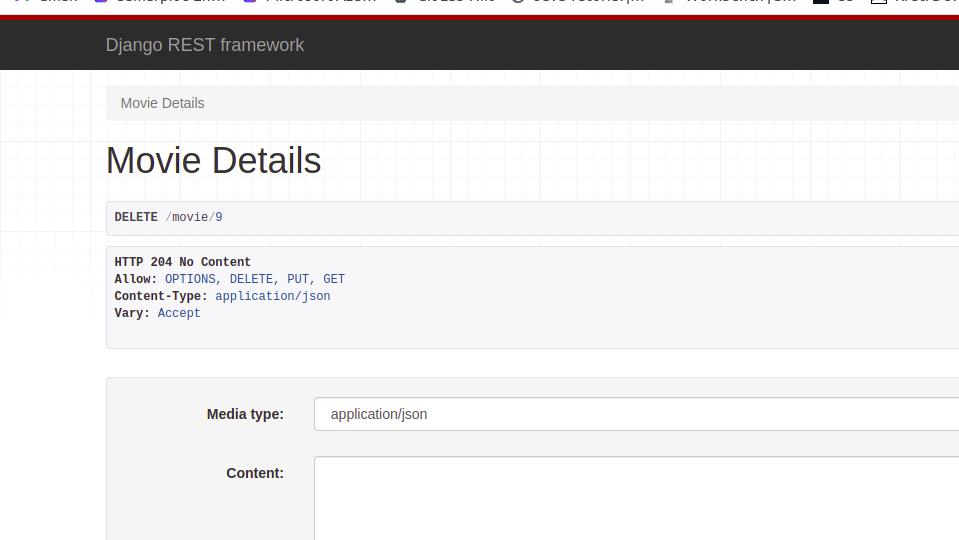 Django REST framework
Movie Details
Movie Details
DELETE /movie/9
HTTP 204 No Content
Allow: OPTIONS, DELETE, PUT, GET
Content-Type: application/json
Vary: Accept
Media type:
application/json
Content: